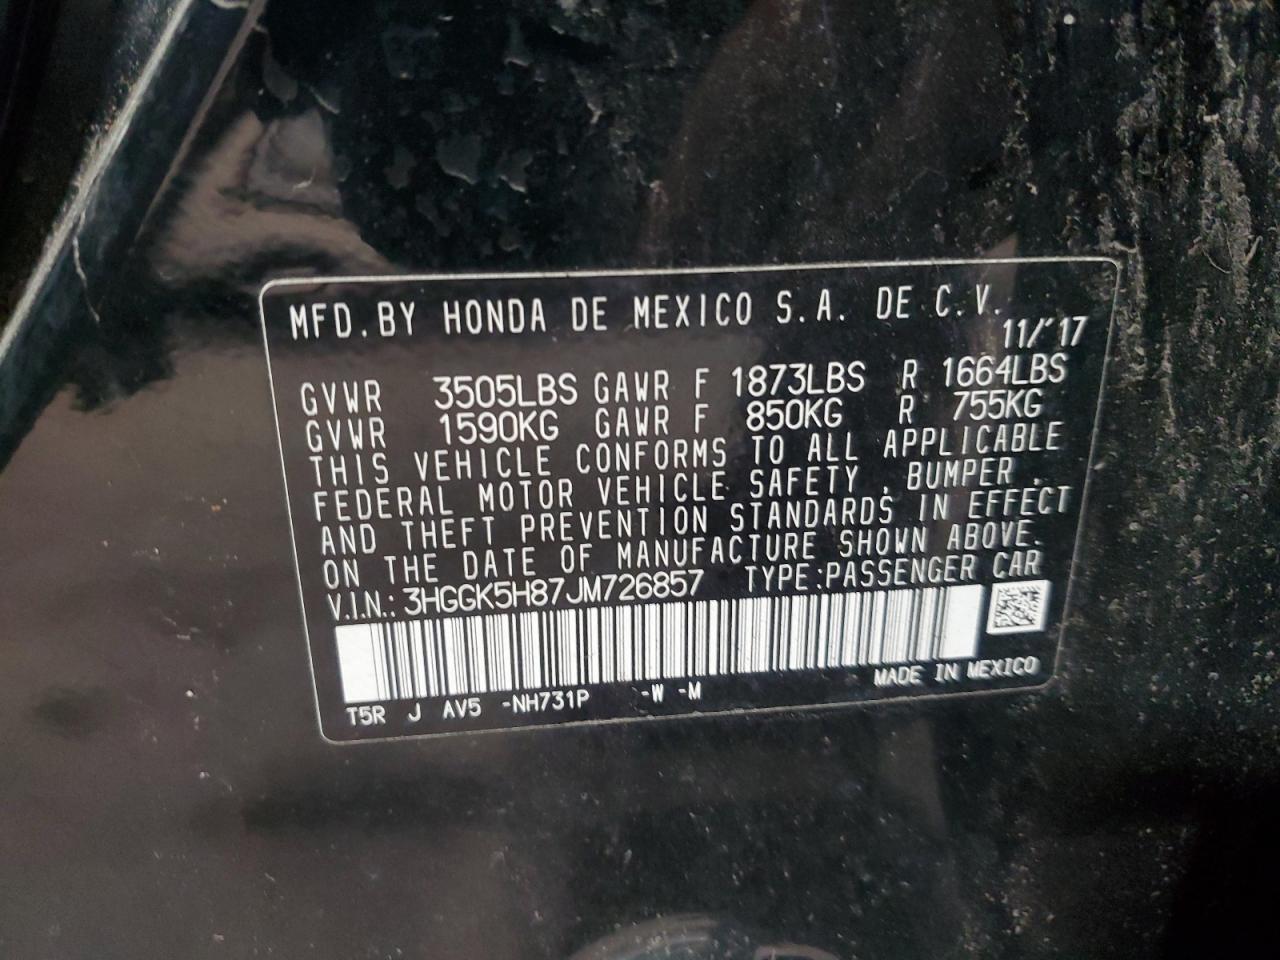 MFD. BY HONDA DE MEXICO S.A. DE C.V.
11/'17
GVWR 3505LBS GAWR F 1873LBS R 1664LBS
GVWR 1590KG GAWR F 850KG R 755KG
THIS VEHICLE CONFORMS TO ALL APPLICABLE
FEDERAL MOTOR VEHICLE SAFETY , BUMPER ,
AND THEFT PREVENTION STANDARDS IN EFFECT
ON THE DATE OF MANUFACTURE SHOWN ABOVE.
V.I.N.: 3HGGK5H87JM726857 TYPE:PASSENGER CAR
MADE IN MEXICO
T5R J AV5 -NH731P -W -M